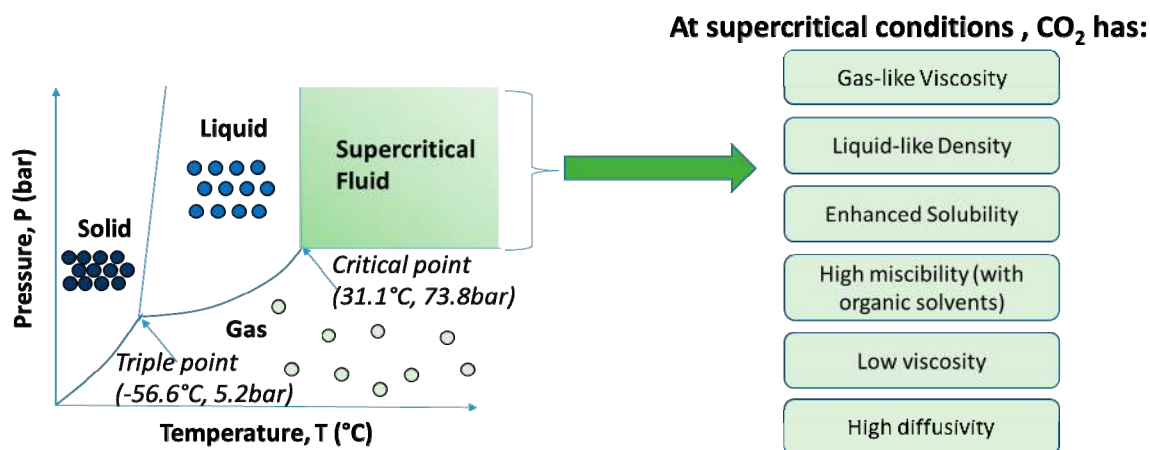 At supercritical conditions , CO₂ has:
Gas-like Viscosity
Liquid-like Density
Enhanced Solubility
High miscibility (with
organic solvents)
Low viscosity
High diffusivity
Pressure, P (bar)
Solid
Liquid
Supercritical
Fluid
Critical point
(31.1°C, 73.8bar)
Gas
Triple point
(-56.6°C, 5.2bar)
Temperature, T (°C)